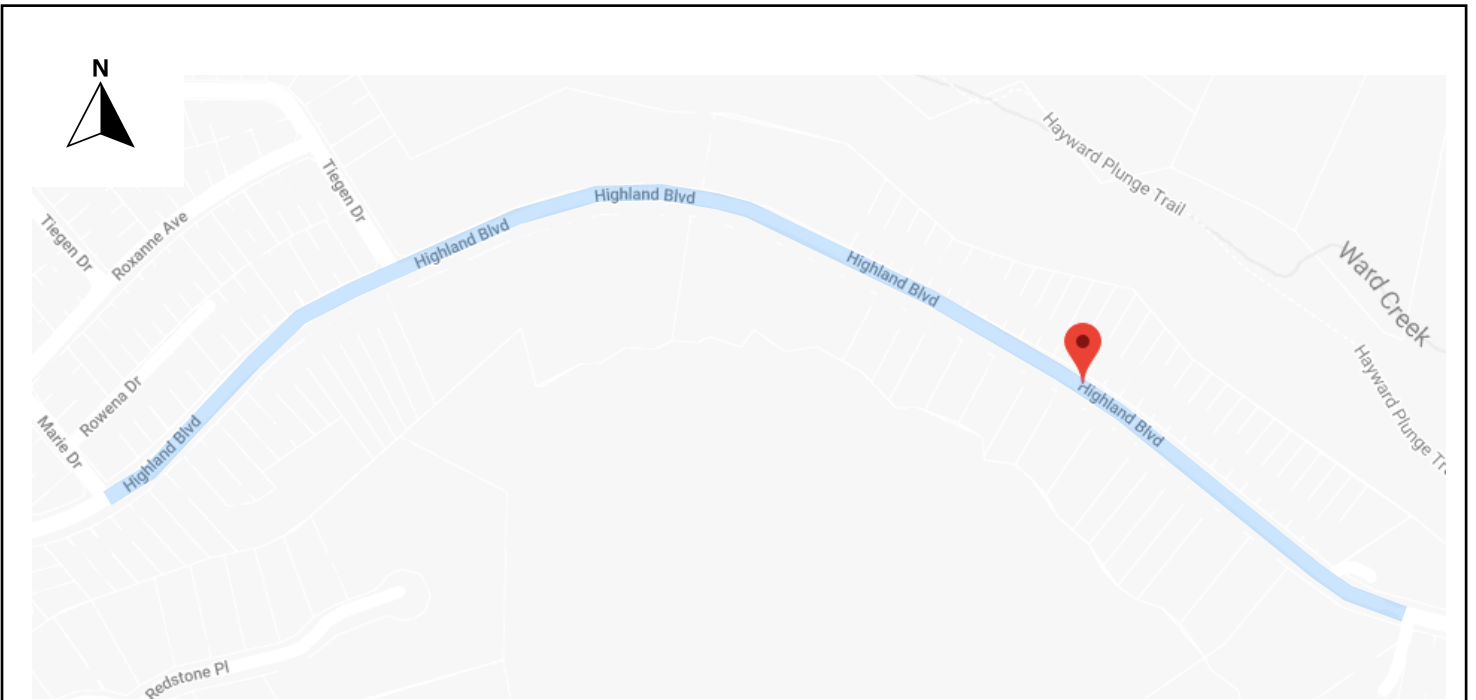 N
Hayward Plunge Trail
Tiegen Dr
Highland Blvd
Roxanne Ave
Tiegen Dr
Highland Blvd
Highland Blvd
Ward Creek
Hayward Plunge Tra
Rowena Dr
Highland Blvd
Marie Dr
Highland Blvd
Redstone Pl